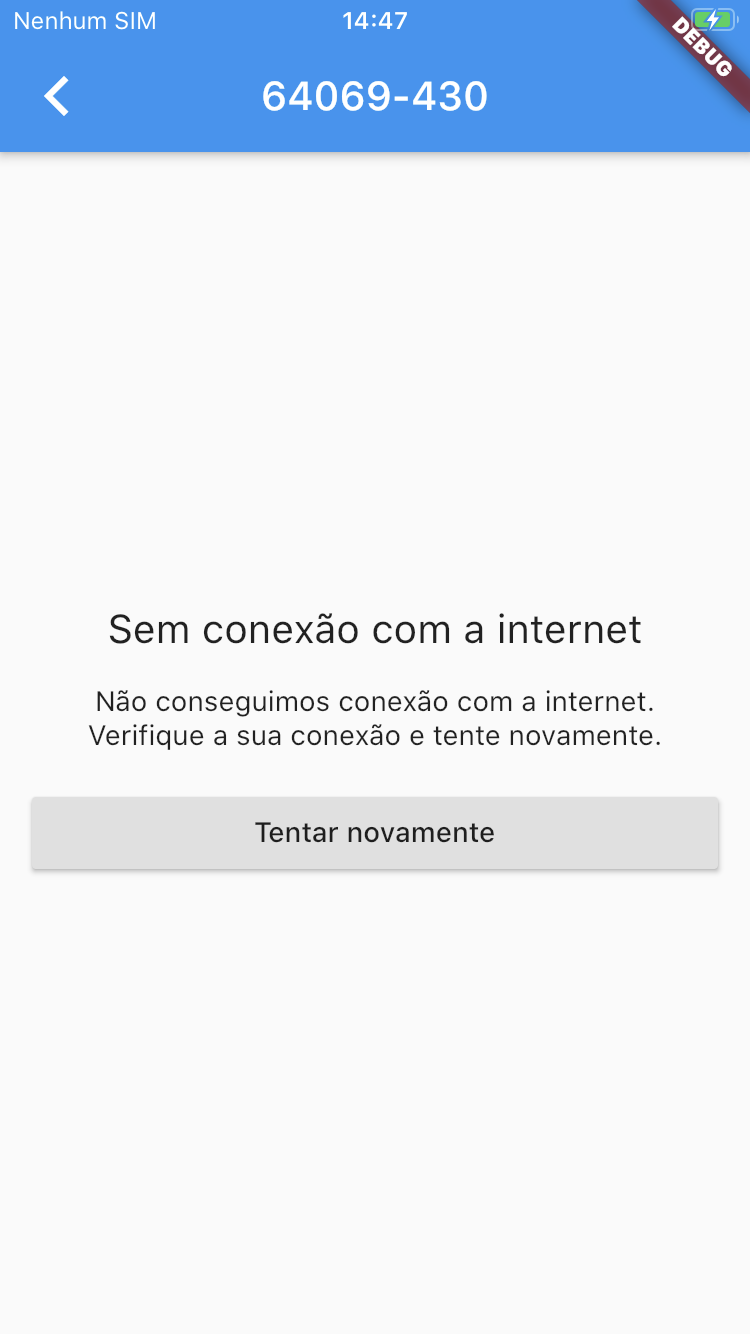 Nenhum SIM
14:47
DEBUG
64069-430
Sem conexão com a internet
Não conseguimos conexão com a internet.
Verifique a sua conexão e tente novamente.
Tentar novamente